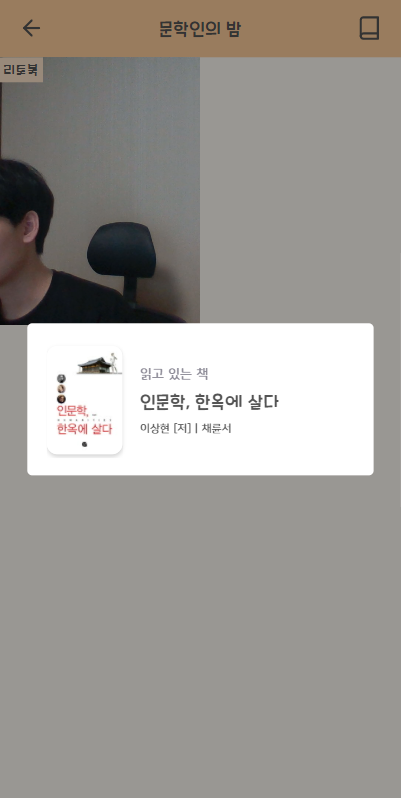 문학인의 밤
리토북
읽고 있는 책
인문학, 한옥에 살다
이상현 [저] | 채륜서
인문학,
한옥에 살다